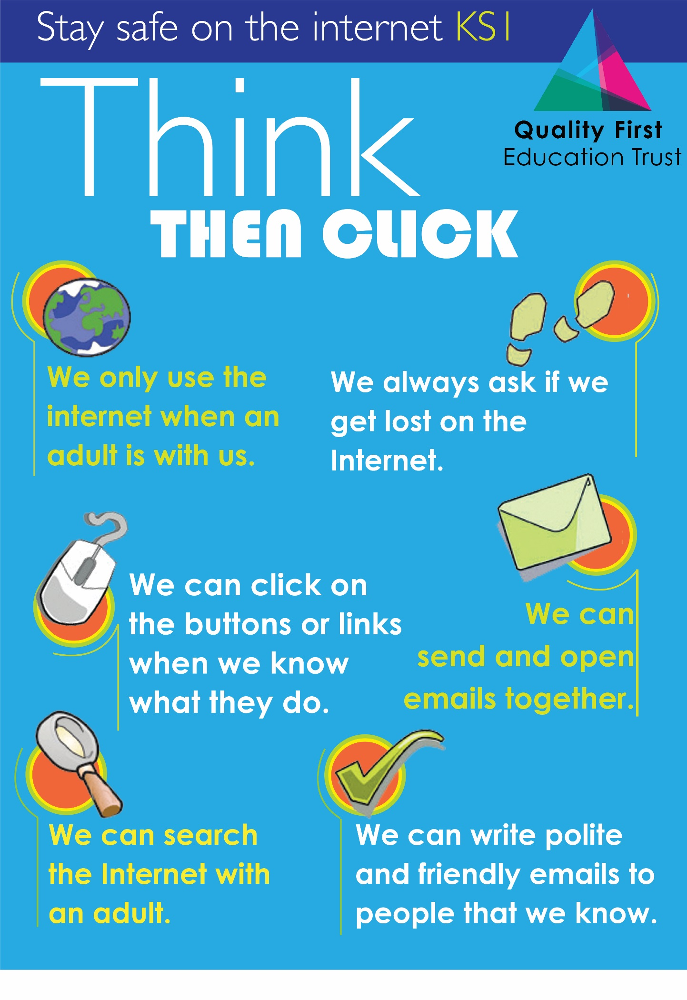 Stay safe on the internet KS1
Quality First
Education Trust
Think
THEN CLICK
We only use the
internet when an
adult is with us.
We always ask if we
get lost on the
Internet.
We can click on
the buttons or links
when we know
what they do.
We can
send and open
emails together.
We can search
the Internet with
an adult.
We can write polite
and friendly emails to
people that we know.